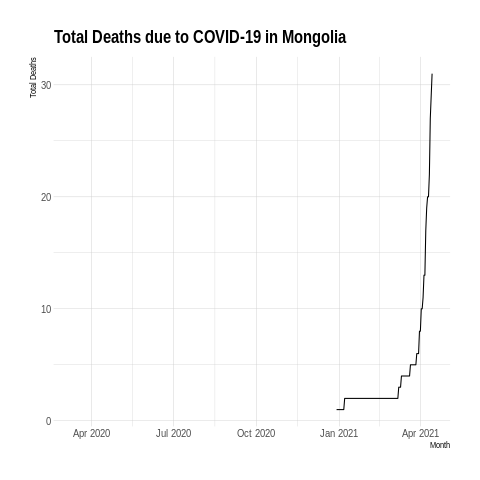 Total Deaths due to COVID-19 in Mongolia
Total Deaths
30
20
10
0
Apr 2020 Jul 2020 Oct 2020 Jan 2021 Apr 2021
Month